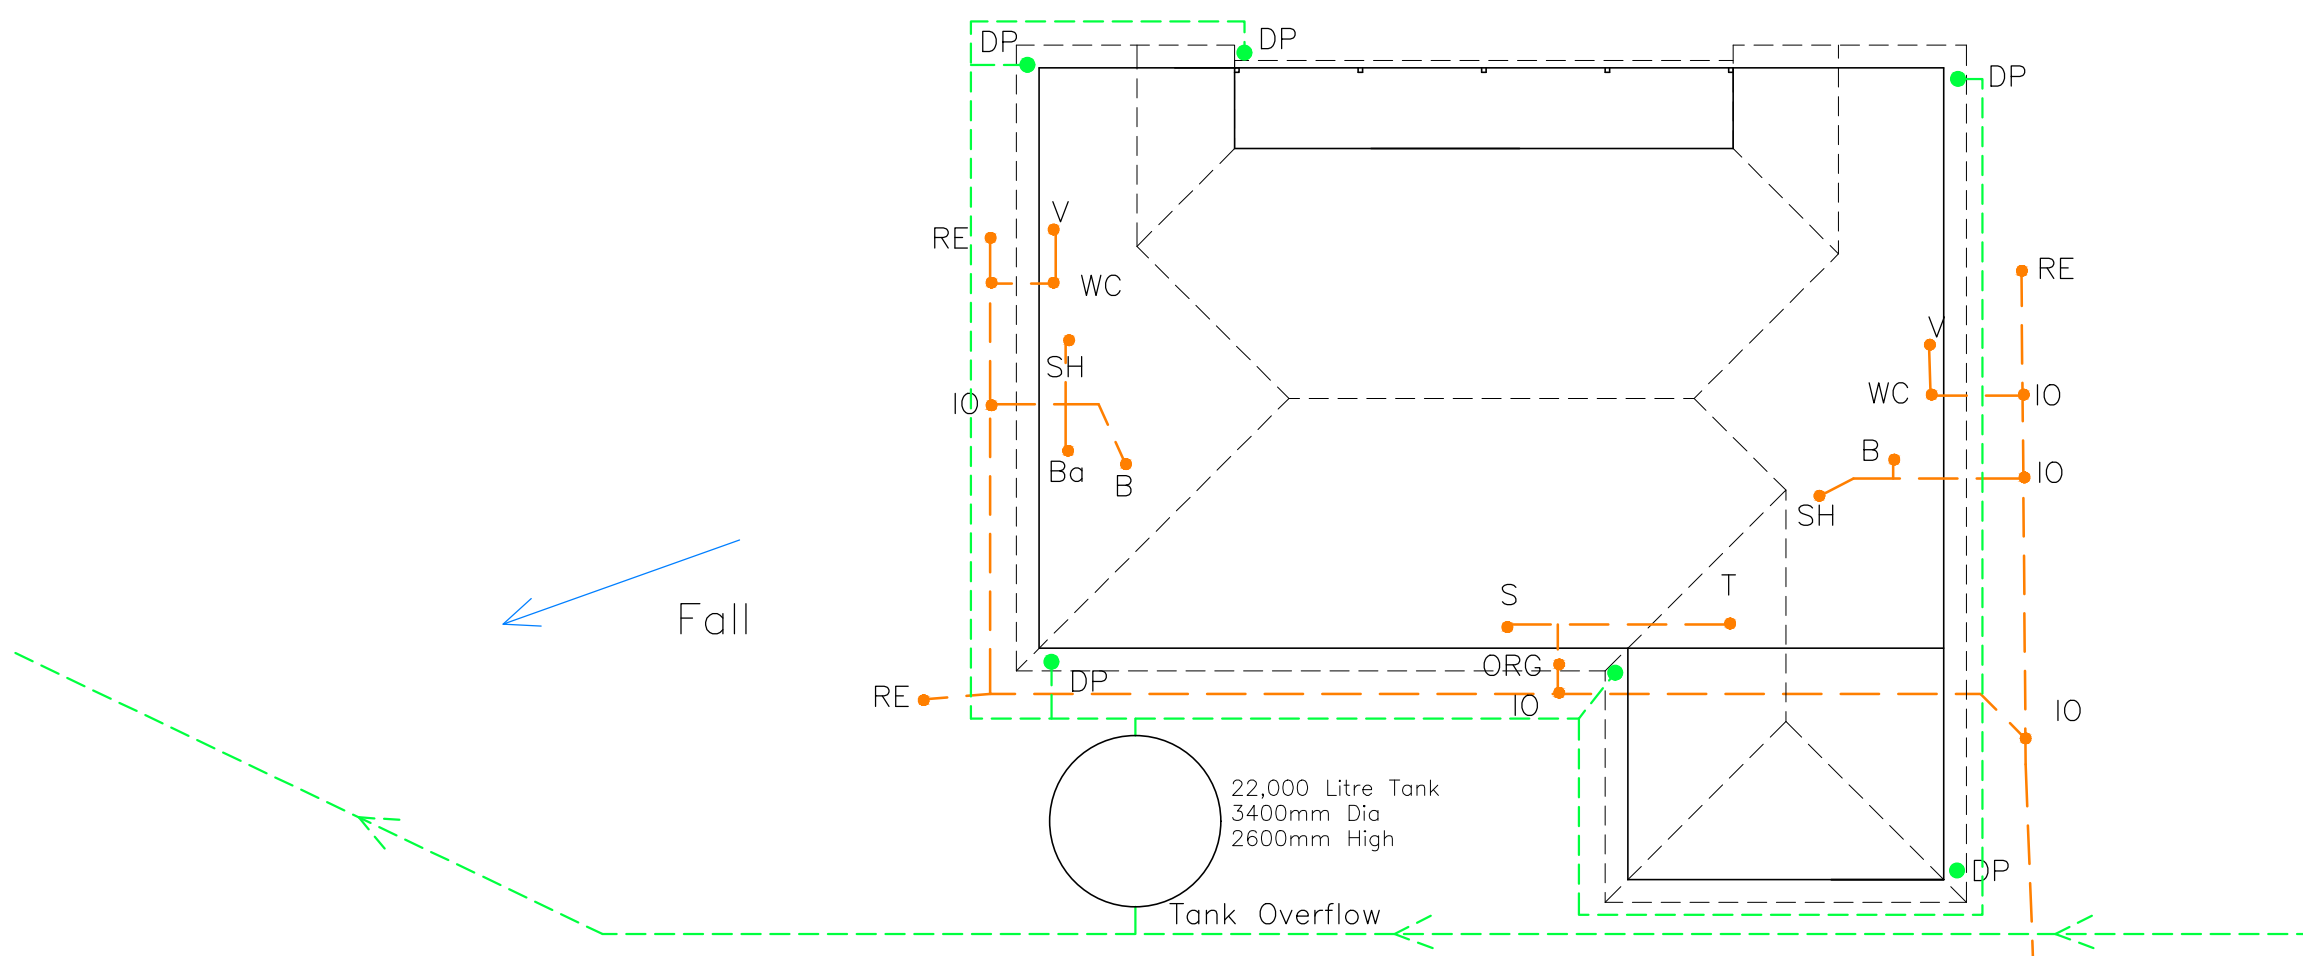 DP
DP
DP
V
RE
WC
RE
V
SH
WC
IO
IO
B
IO
Ba
B
SH
S
T
Fall
ORG
DP
RE
IO
IO
22,000 Litre Tank
3400mm Dia
2600mm High
DP
Tank Overflow